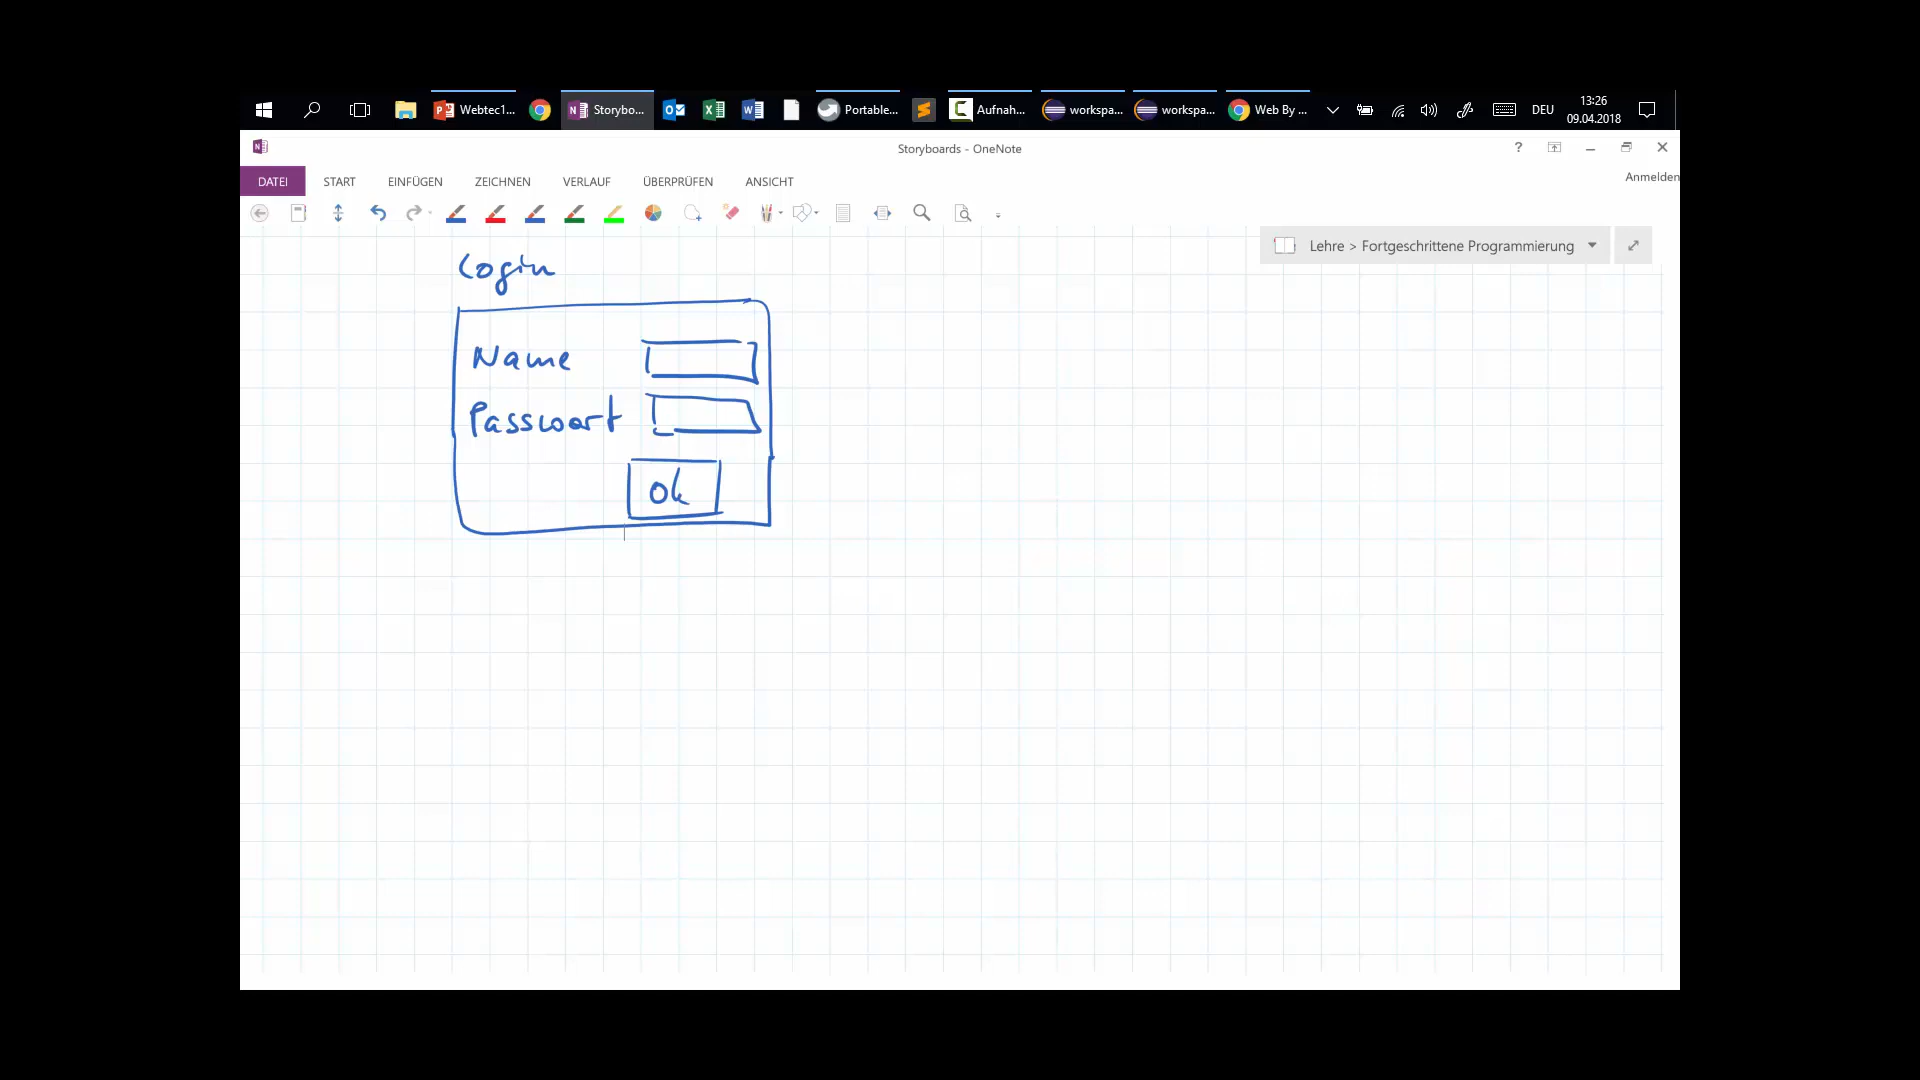 Webtec1...
Storybo...
Portable...
Aufnah...
workspa...
workspa...
Web By ...
DEU
13:26
09.04.2018
Storyboards - OneNote
?
Anmelden
DATEI START EINFÜGEN ZEICHNEN VERLAUF ÜBERPRÜFEN ANSICHT
Lehre > Fortgeschrittene Programmierung
Login
Name
Passwort
Ok